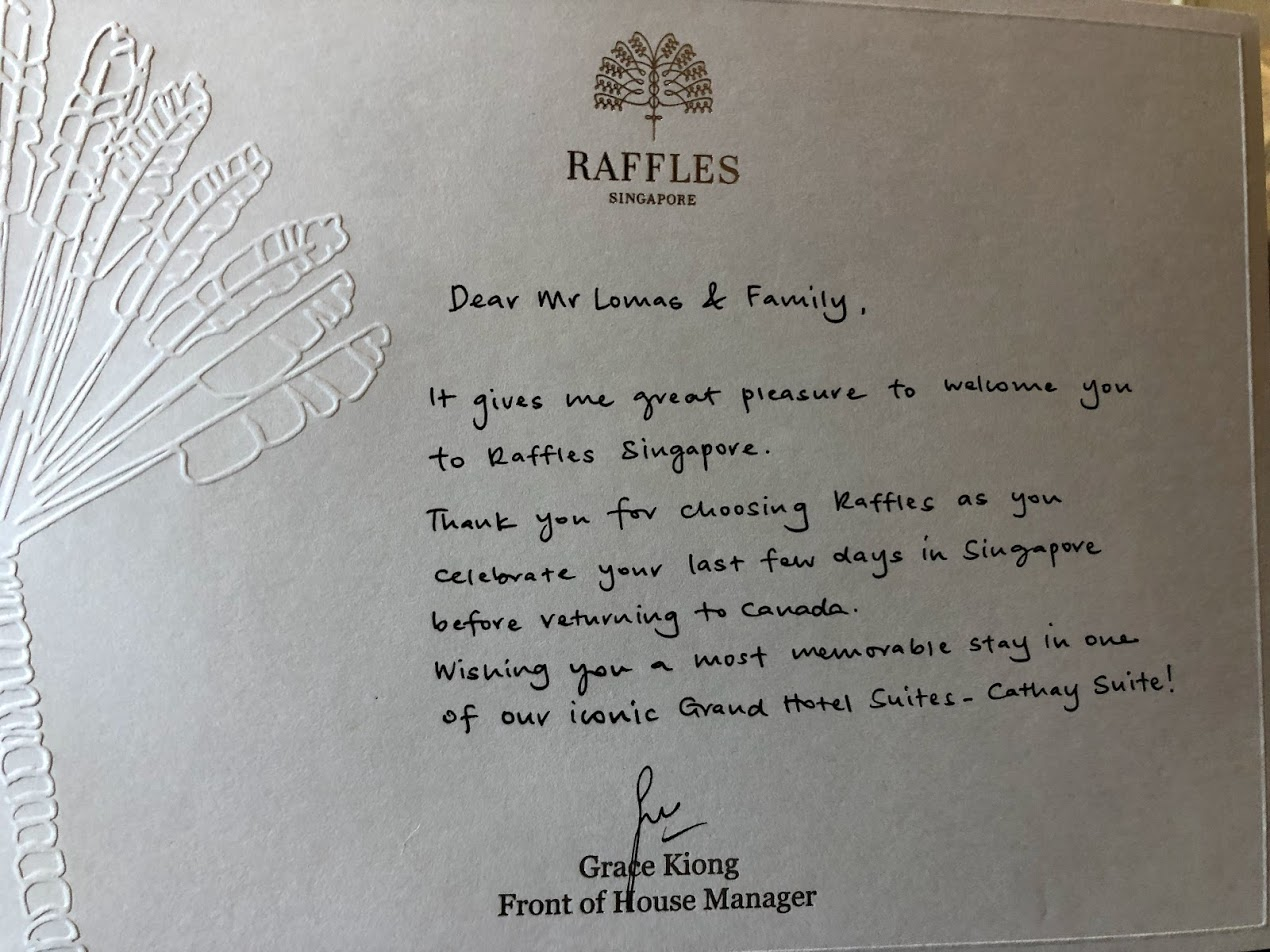 RAFFLES
SINGAPORE
Dear Mr Lomas & Family,
It gives me great pleasure to welcome you
to Raffles Singapore.
Thank you for choosing Raffles as you
celebrate your last few days in Singapore
before returning to Canada.
Wishing you a most memorable stay in one
of our iconic Grand Hotel Suites - Cathay Suite!
Grace Kiong
Front of House Manager